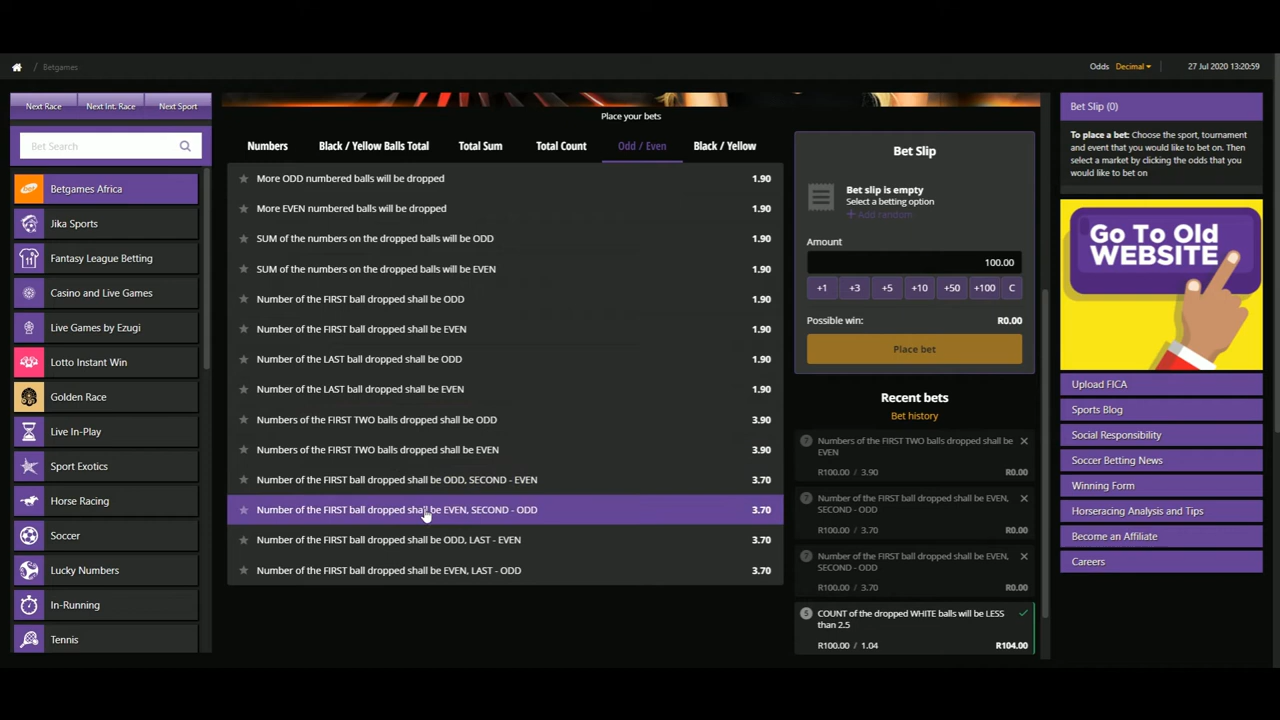 / Betgames
Odds Decimal
27 Jul 2020 13:20:59
Next Race
Next Int. Race
Next Sport
Bet Search
Betgames Africa
Jika Sports
Fantasy League Betting
Casino and Live Games
Live Games by Ezugi
Lotto Instant Win
Golden Race
Live In-Play
Sport Exotics
Horse Racing
Soccer
Lucky Numbers
In-Running
Tennis
Place your bets
Numbers
Black / Yellow Balls Total
Total Sum
Total Count
Odd / Even
Black / Yellow
More ODD numbered balls will be dropped 1.90
More EVEN numbered balls will be dropped 1.90
SUM of the numbers on the dropped balls will be ODD 1.90
SUM of the numbers on the dropped balls will be EVEN 1.90
Number of the FIRST ball dropped shall be ODD 1.90
Number of the FIRST ball dropped shall be EVEN 1.90
Number of the LAST ball dropped shall be ODD 1.90
Number of the LAST ball dropped shall be EVEN 1.90
Numbers of the FIRST TWO balls dropped shall be ODD 3.90
Numbers of the FIRST TWO balls dropped shall be EVEN 3.90
Number of the FIRST ball dropped shall be ODD, SECOND - EVEN 3.70
Number of the FIRST ball dropped shall be EVEN, SECOND - ODD 3.70
Number of the FIRST ball dropped shall be ODD, LAST - EVEN 3.70
Number of the FIRST ball dropped shall be EVEN, LAST - ODD 3.70
Bet Slip
Bet slip is empty
Select a betting option
+ Add random
Amount
100.00
+1 +3 +5 +10 +50 +100 C
Possible win: R0.00
Place bet
Recent bets
Bet history
7 Numbers of the FIRST TWO balls dropped shall be
EVEN
R100.00 / 3.90 R0.00
7 Number of the FIRST ball dropped shall be EVEN,
SECOND - ODD
R100.00 / 3.70 R0.00
7 Number of the FIRST ball dropped shall be EVEN,
SECOND - ODD
R100.00 / 3.70 R0.00
5 COUNT of the dropped WHITE balls will be LESS
than 2.5
R100.00 / 1.04 R104.00
Bet Slip (0)
To place a bet: Choose the sport, tournament
and event that you would like to bet on. Then
select a market by clicking the odds that you
would like to bet on
Go To Old
WEBSITE
Upload FICA
Sports Blog
Social Responsibility
Soccer Betting News
Winning Form
Horseracing Analysis and Tips
Become an Affiliate
Careers